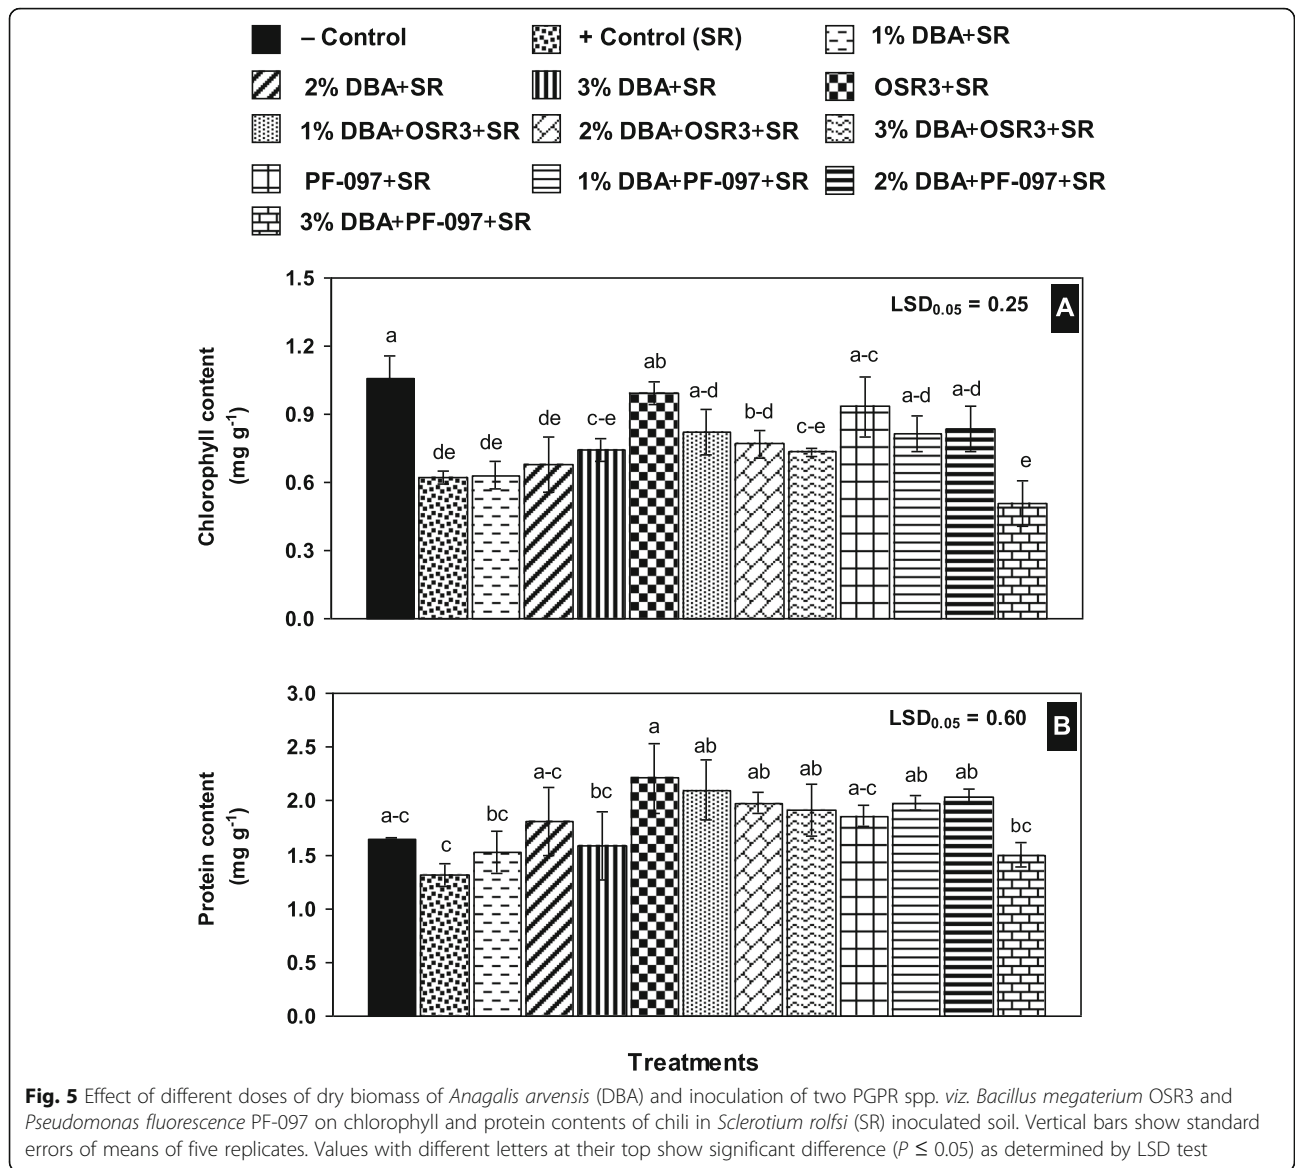 – Control
+ Control (SR)
1% DBA+SR
2% DBA+SR
3% DBA+SR
OSR3+SR
1% DBA+OSR3+SR
2% DBA+OSR3+SR
3% DBA+OSR3+SR
PF-097+SR
1% DBA+PF-097+SR
2% DBA+PF-097+SR
3% DBA+PF-097+SR
Chlorophyll content
(mg g-1)
1.5
1.2
0.9
0.6
0.3
0.0
LSD0.05 = 0.25
A
a
de
de
de
c-e
ab
a-d
b-d
c-e
a-c
a-d
a-d
e
Protein content
(mg g-1)
3.0
2.5
2.0
1.5
1.0
0.5
0.0
LSD0.05 = 0.60
B
a-c
c
bc
a-c
bc
a
ab
ab
ab
a-c
ab
ab
bc
Treatments
Fig. 5 Effect of different doses of dry biomass of Anagalis arvensis (DBA) and inoculation of two PGPR spp. viz. Bacillus megaterium OSR3 and
Pseudomonas fluorescence PF-097 on chlorophyll and protein contents of chili in Sclerotium rolfsi (SR) inoculated soil. Vertical bars show standard
errors of means of five replicates. Values with different letters at their top show significant difference (P ≤ 0.05) as determined by LSD test